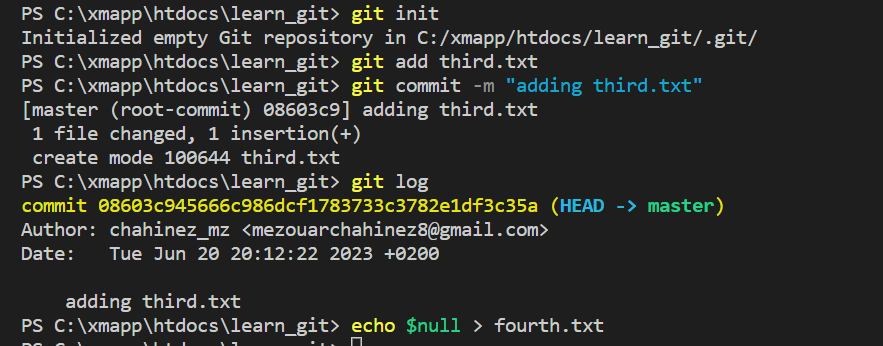 PS C:\xmapp\htdocs\learn_git> git init
Initialized empty Git repository in C:/xmapp/htdocs/learn_git/.git/
PS C:\xmapp\htdocs\learn_git> git add third.txt
PS C:\xmapp\htdocs\learn_git> git commit -m "adding third.txt"
[master (root-commit) 08603c9] adding third.txt
 1 file changed, 1 insertion(+)
 create mode 100644 third.txt
PS C:\xmapp\htdocs\learn_git> git log
commit 08603c945666c986dcf1783733c3782e1df3c35a (HEAD -> master)
Author: chahinez_mz <mezouarchahinez8@gmail.com>
Date:   Tue Jun 20 20:12:22 2023 +0200

    adding third.txt
PS C:\xmapp\htdocs\learn_git> echo $null > fourth.txt